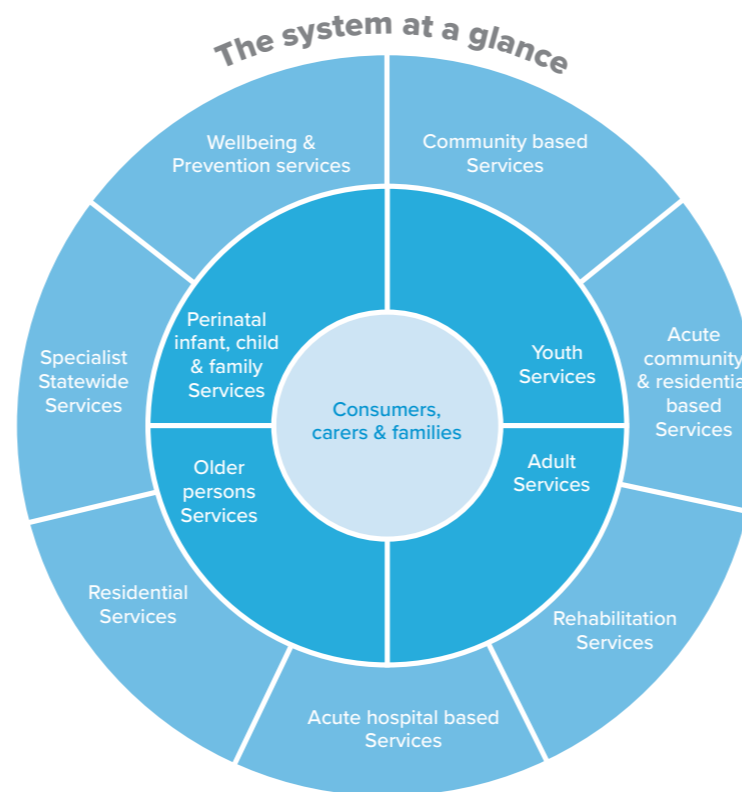 The system at a glance
Wellbeing &
Prevention services
Community based
Services
Acute
community
& residential
based
Services
Rehabilitation
Services
Acute hospital based
Services
Residential
Services
Specialist
Statewide
Services
Perinatal
infant, child
& family
Services
Youth
Services
Adult
Services
Older
persons
Services
Consumers,
carers & families